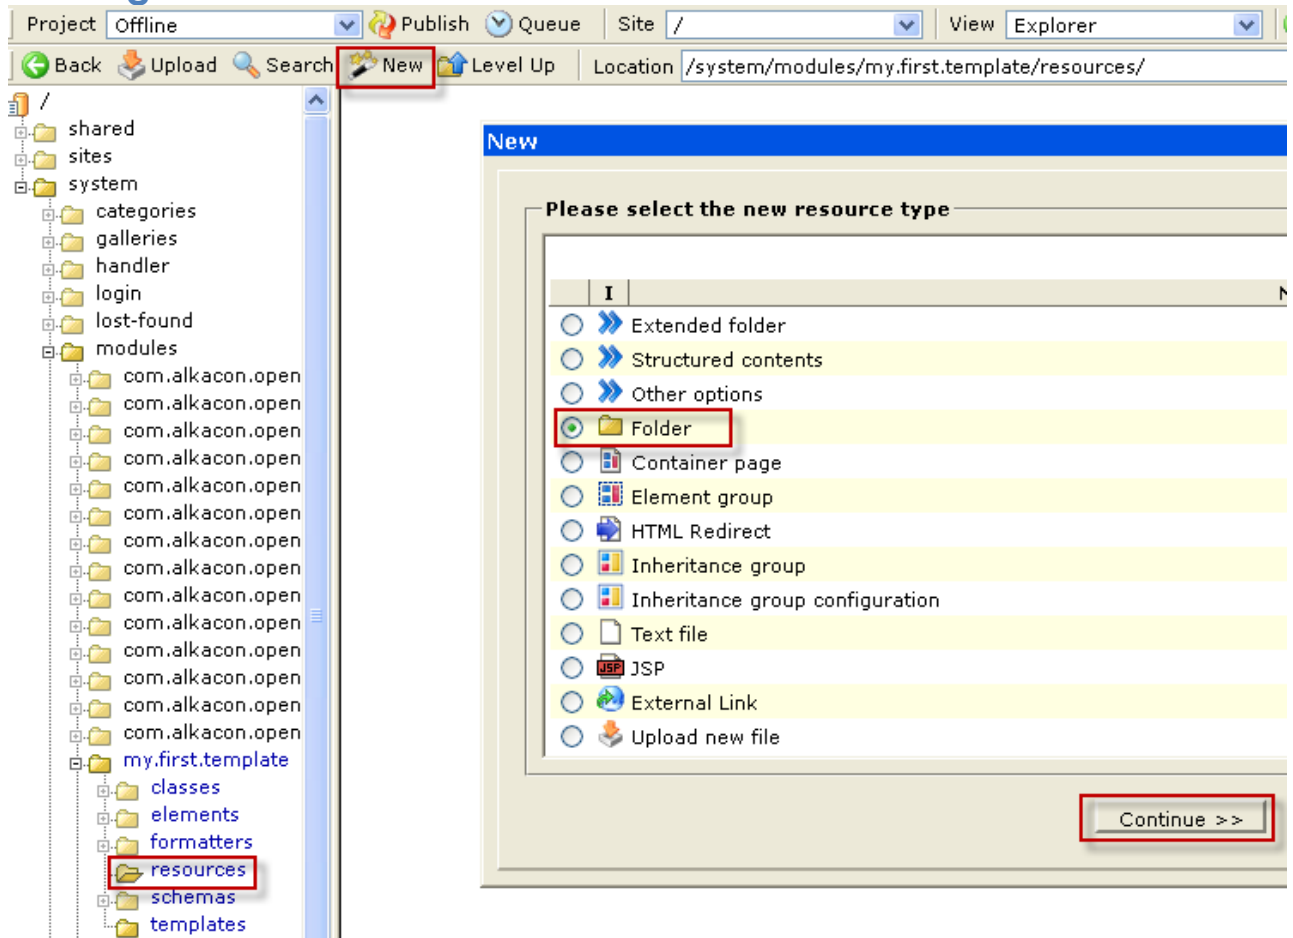 Project Offline Publish Queue Site / View Explorer
Back Upload Search New Level Up Location /system/modules/my.first.template/resources/
/
shared
sites
system
categories
galleries
handler
login
lost-found
modules
com.alkacon.open
com.alkacon.open
com.alkacon.open
com.alkacon.open
com.alkacon.open
com.alkacon.open
com.alkacon.open
com.alkacon.open
com.alkacon.open
com.alkacon.open
com.alkacon.open
com.alkacon.open
com.alkacon.open
com.alkacon.open
my.first.template
classes
elements
formatters
resources
schemas
templates
New
Please select the new resource type
I
Extended folder
Structured contents
Other options
Folder
Container page
Element group
HTML Redirect
Inheritance group
Inheritance group configuration
Text file
JSP JSP
External Link
Upload new file
Continue >>